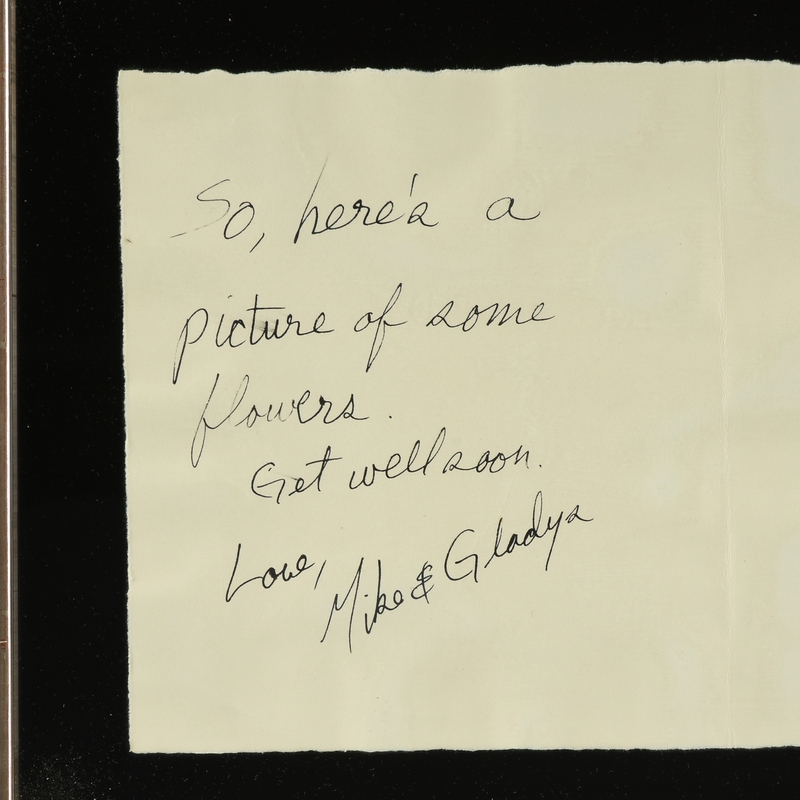 So, here's a
picture of some
flowers.
Get well soon.
Love,
Mike & Gladys